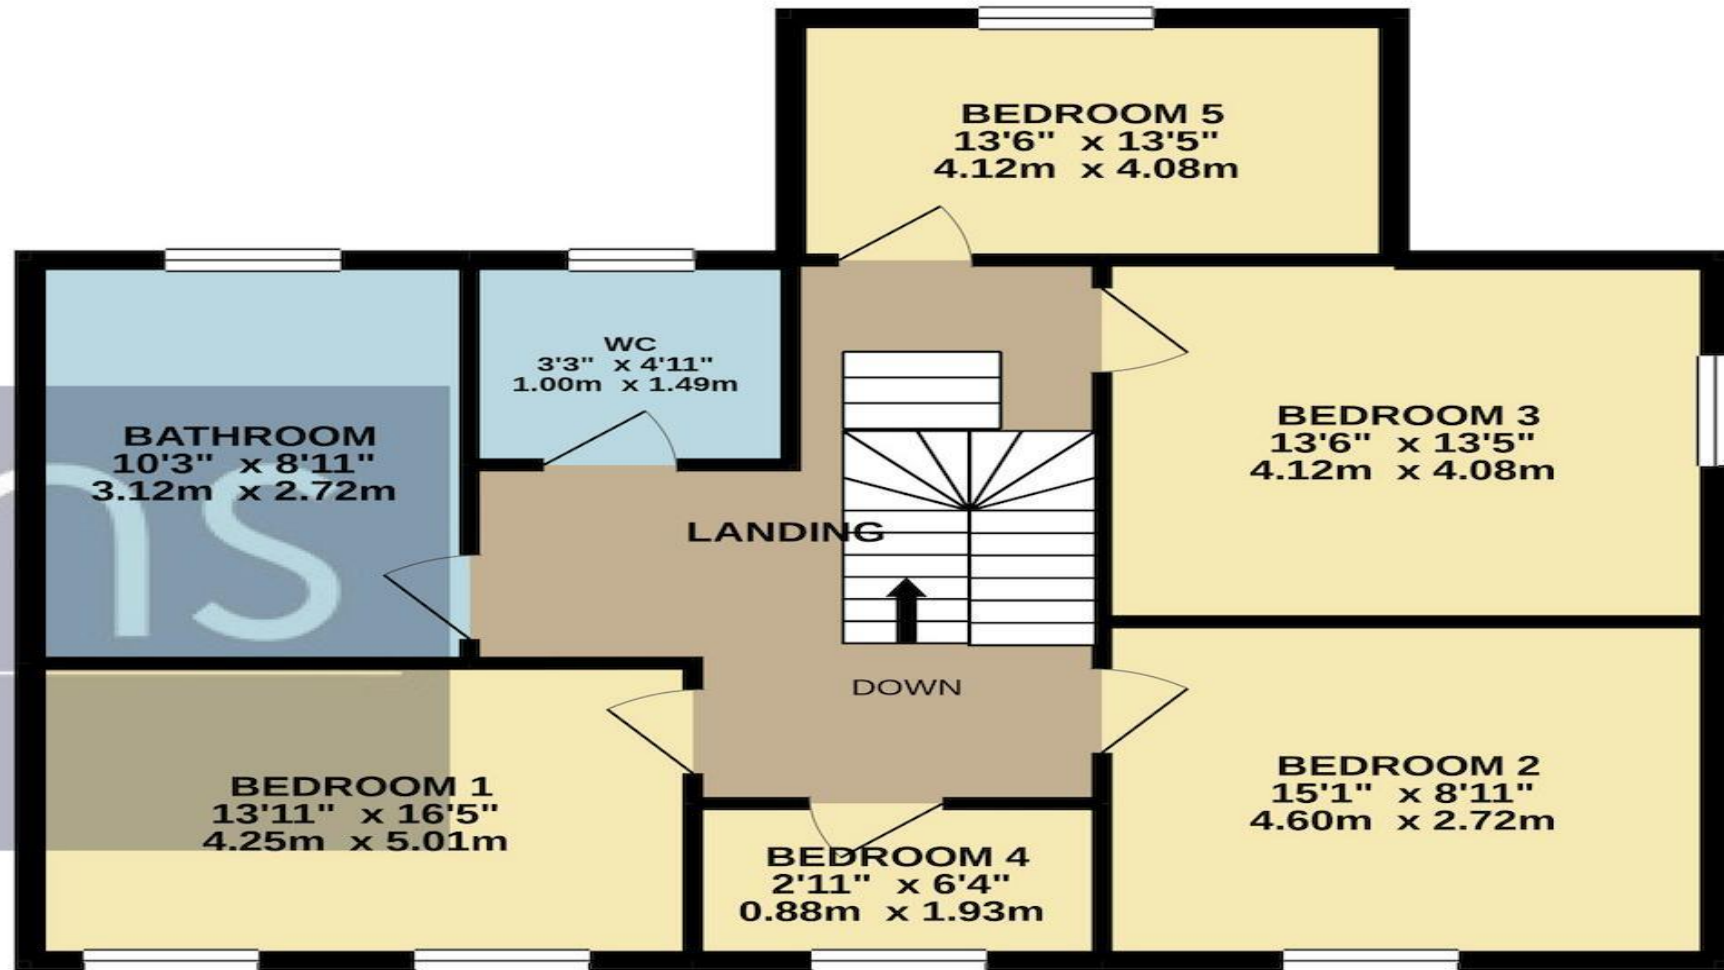 BEDROOM 5
13'6" x 13'5"
4.12m x 4.08m
WC
3'3" x 4'11"
1.00m x 1.49m
BATHROOM
10'3" x 8'11"
3.12m x 2.72m
ns
BEDROOM 3
13'6" x 13'5"
4.12m x 4.08m
LANDING
DOWN
BEDROOM 1
13'11" x 16'5"
4.25m x 5.01m
BEDROOM 4
2'11" x 6'4"
0.88m x 1.93m
BEDROOM 2
15'1" x 8'11"
4.60m x 2.72m